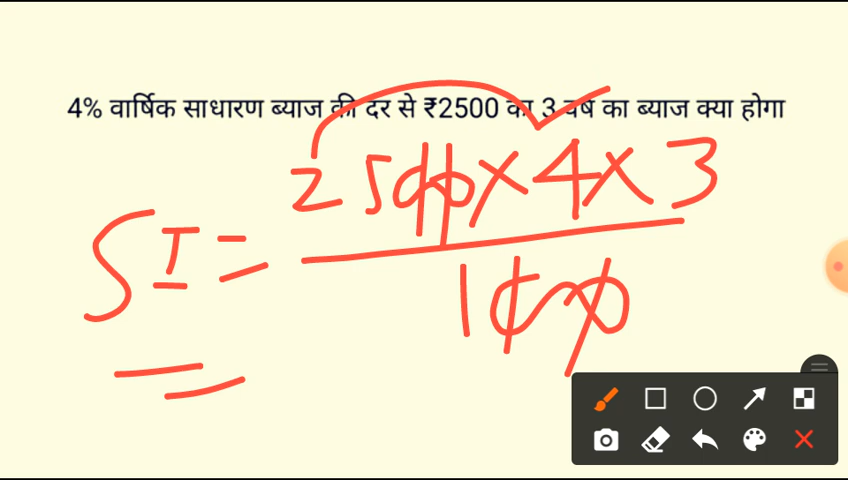 4% वार्षिक साधारण ब्याज की दर से ₹2500 का 3 वर्ष का ब्याज क्या होगा
2500×4×3
SI =
100